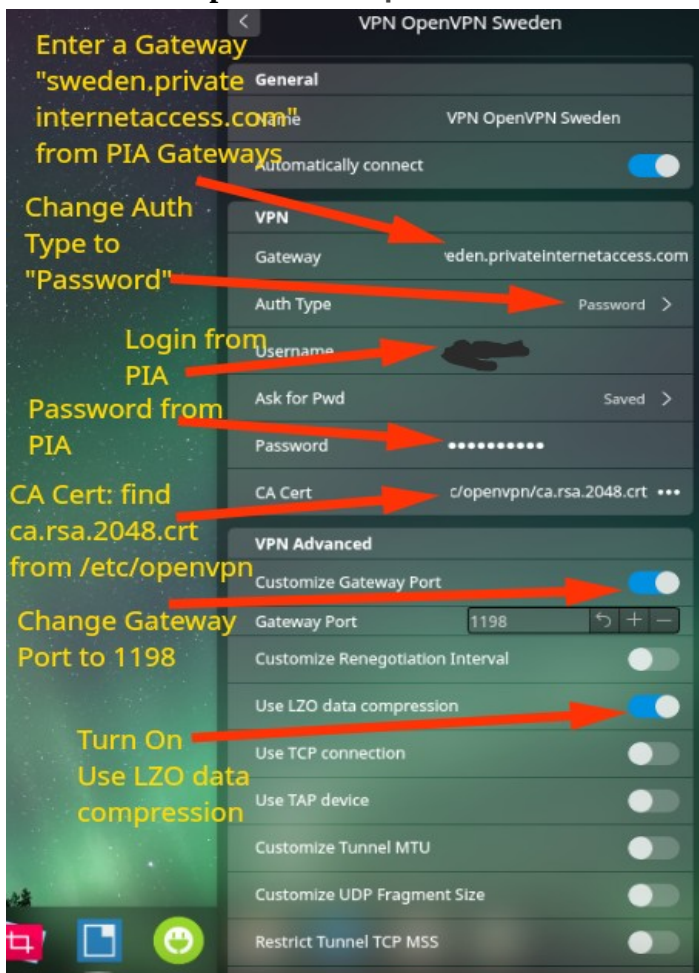 VPN OpenVPN Sweden
Enter a Gateway
"sweden.private
internetaccess.com"
from PIA Gateways
General
Name VPN OpenVPN Sweden
Automatically connect
Change Auth
Type to
"Password"
VPN
Gateway eden.privateinternetaccess.com
Auth Type Password
Login from
PIA
Username
Ask for Pwd Saved
Password from
PIA
Password ••••••••••
CA Cert: find
ca.rsa.2048.crt
from /etc/openvpn
CA Cert c/openvpn/ca.rsa.2048.crt •••
VPN Advanced
Customize Gateway Port
Change Gateway
Port to 1198
Gateway Port 1198
Customize Renegotiation Interval
Use LZO data compression
Turn On
Use LZO data
compression
Use TCP connection
Use TAP device
Customize Tunnel MTU
Customize UDP Fragment Size
Restrict Tunnel TCP MSS